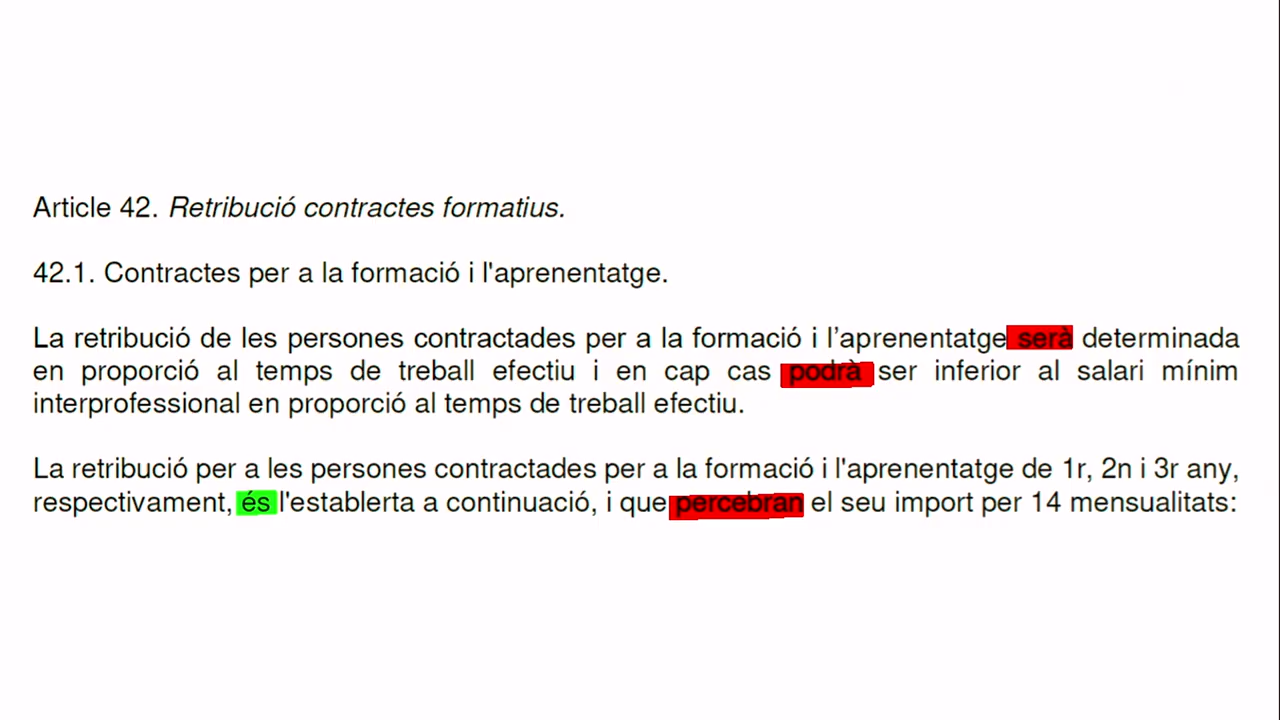 Article 42. Retribució contractes formatius.
42.1. Contractes per a la formació i l'aprenentatge.
La retribució de les persones contractades per a la formació i l’aprenentatge serà determinada
en proporció al temps de treball efectiu i en cap cas podrà ser inferior al salari mínim
interprofessional en proporció al temps de treball efectiu.
La retribució per a les persones contractades per a la formació i l'aprenentatge de 1r, 2n i 3r any,
respectivament, és l'establerta a continuació, i que percebran el seu import per 14 mensualitats: